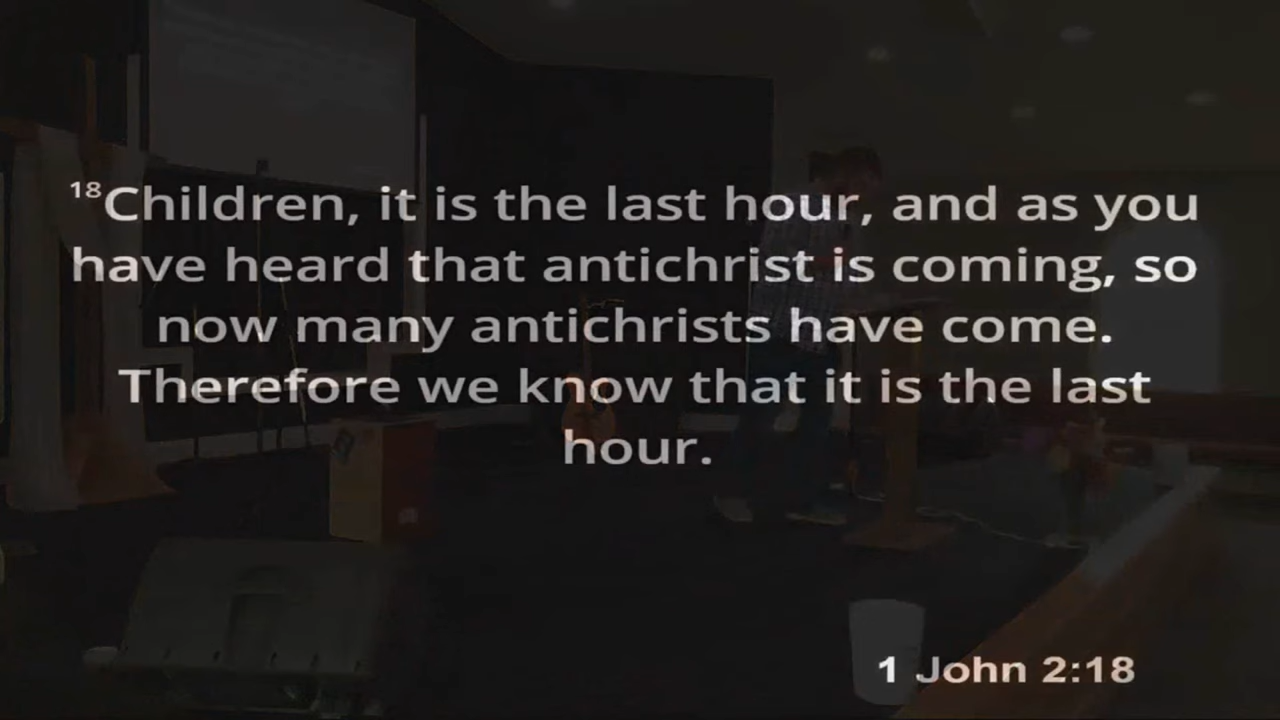 18Children, it is the last hour, and as you
have heard that antichrist is coming, so
now many antichrists have come.
Therefore we know that it is the last
hour.
1 John 2:18